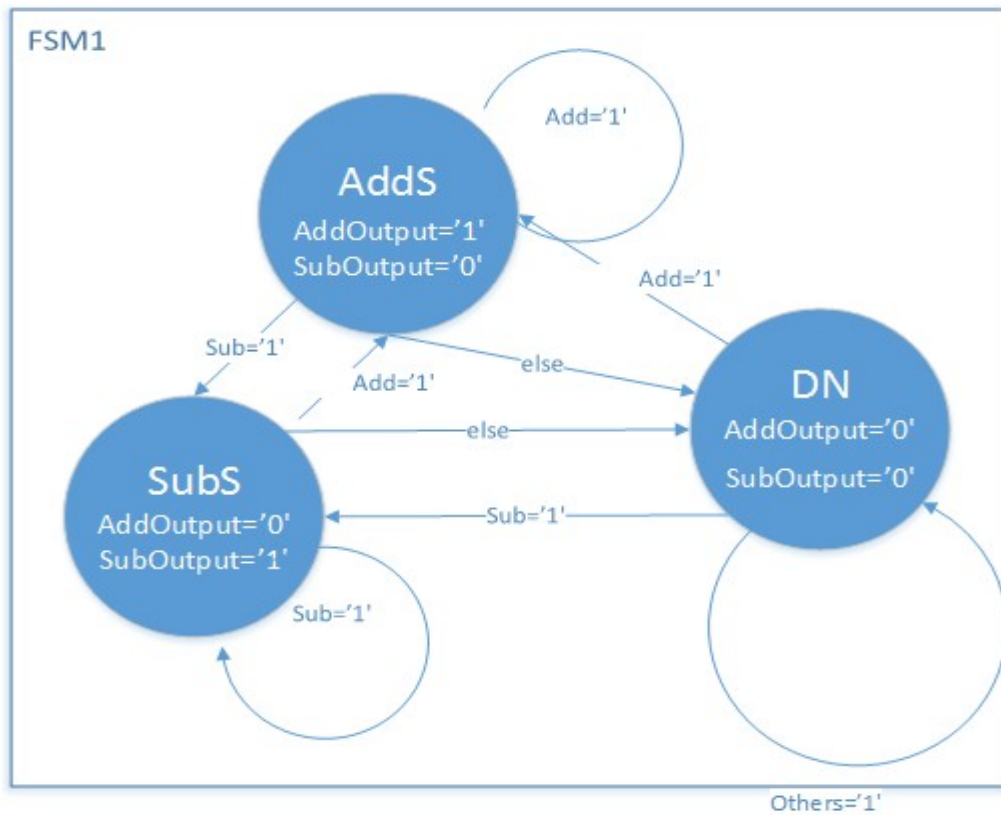 FSM1
Add='1'
AddS
AddOutput='1'
SubOutput='0'
Add='1'
Sub='1'
Add='1'
else
DN
AddOutput='0'
SubOutput='0'
else
SubS
AddOutput='0'
SubOutput='1'
Sub='1'
Sub='1'
Others='1'